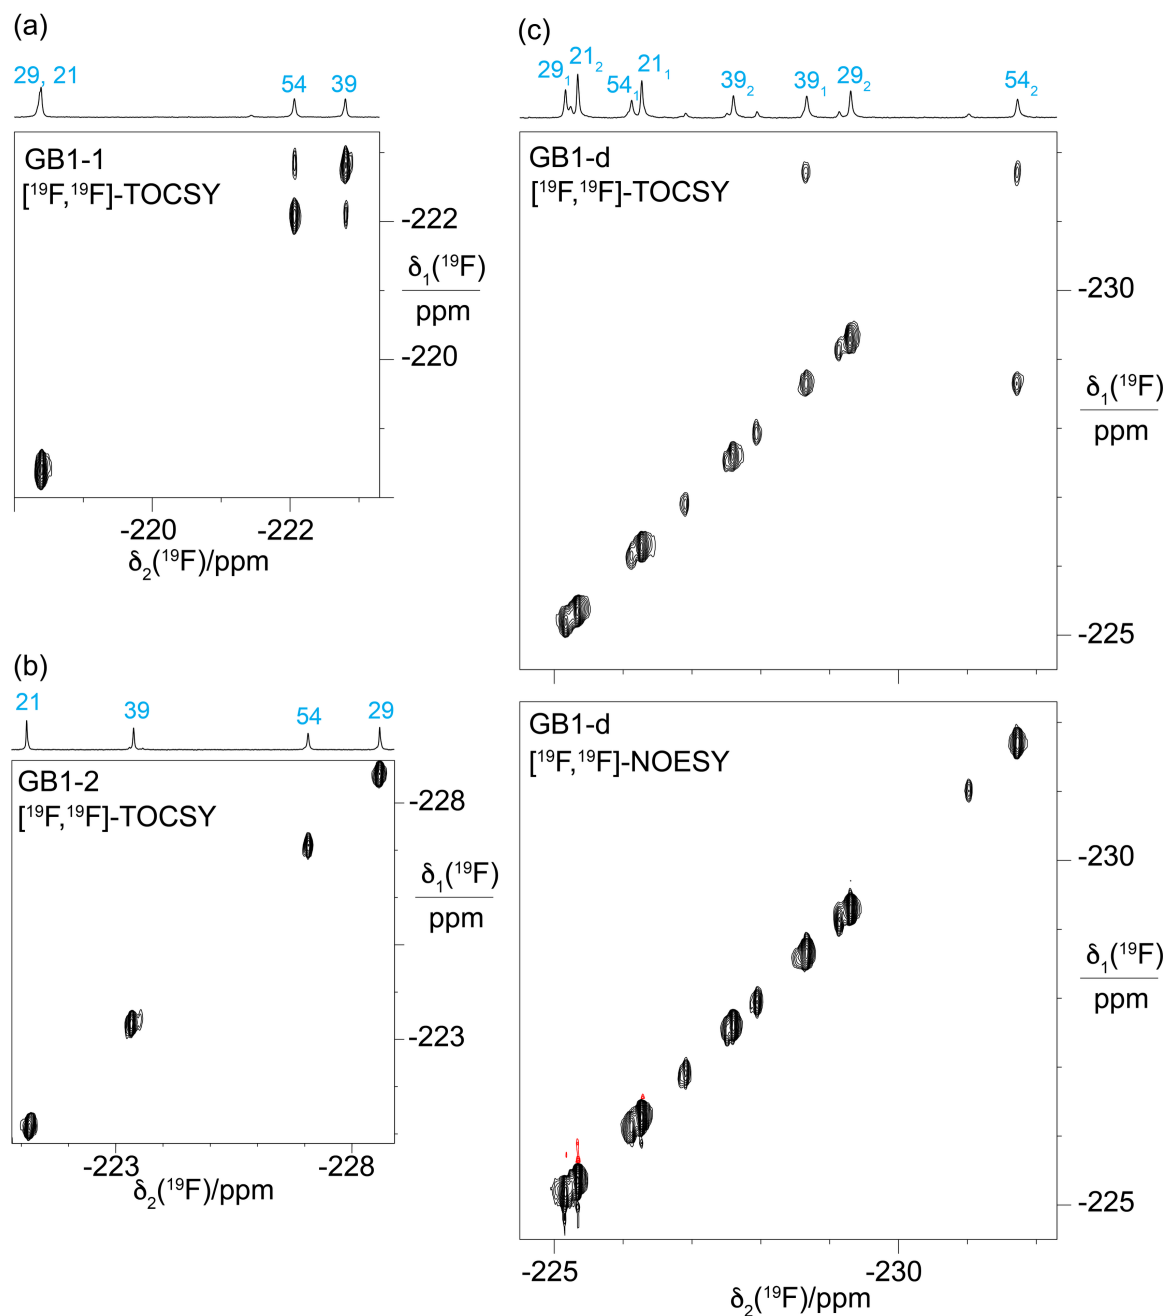 (a)
29, 21
54
39
GB1-1
[¹⁹F,¹⁹F]-TOCSY
-222
δ₁(¹⁹F)
ppm
-220
-220
-222
δ₂(¹⁹F)/ppm
(b)
21
39
54
29
GB1-2
[¹⁹F,¹⁹F]-TOCSY
-228
δ₁(¹⁹F)
ppm
-223
-223
-228
δ₂(¹⁹F)/ppm
(c)
29₁
21₂
54₁
21₁
39₂
39₁
29₂
54₂
GB1-d
[¹⁹F,¹⁹F]-TOCSY
-230
δ₁(¹⁹F)
ppm
-225
GB1-d
[¹⁹F,¹⁹F]-NOESY
-230
δ₁(¹⁹F)
ppm
-225
-225
-230
δ₂(¹⁹F)/ppm